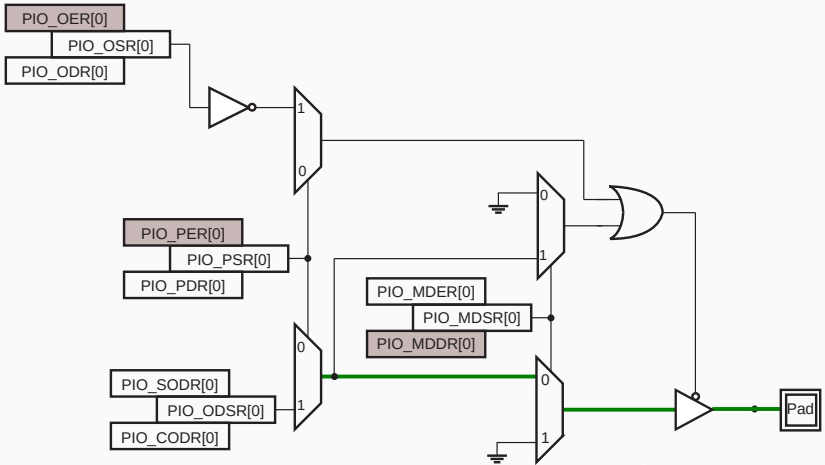 PIO_OER[0]
PIO_OSR[0]
PIO_ODR[0]
1
0
0
PIO_PER[0]
PIO_PSR[0]
PIO_PDR[0]
1
PIO_MDER[0]
PIO_MDSR[0]
PIO_MDDR[0]
0
0
PIO_SODR[0]
PIO_ODSR[0]
PIO_CODR[0]
1
1
Pad